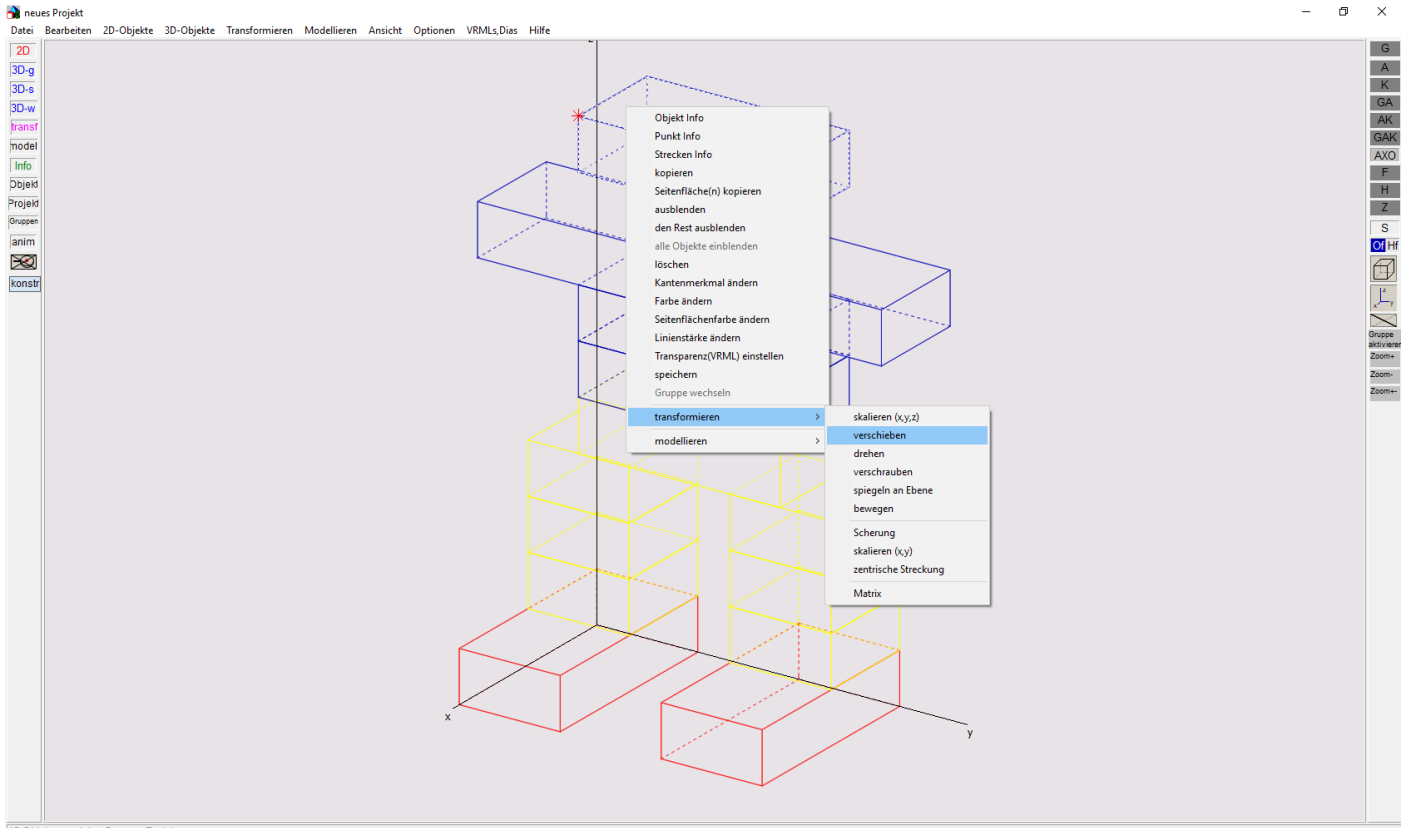 neues Projekt
Datei Bearbeiten 2D-Objekte 3D-Objekte Transformieren Modellieren Ansicht Optionen VRMLs,Dias Hilfe
2D
3D-g
3D-s
3D-w
transf
model
Info
Objekt
Projekt
Gruppen
anim
konstr
z
x
y
Objekt Info
Punkt Info
Strecken Info
kopieren
Seitenfläche(n) kopieren
ausblenden
den Rest ausblenden
alle Objekte einblenden
löschen
Kantenmerkmal ändern
Farbe ändern
Seitenflächenfarbe ändern
Linienstärke ändern
Transparenz(VRML) einstellen
speichern
Gruppe wechseln
transformieren
modellieren
skalieren (x,y,z)
verschieben
drehen
verschrauben
spiegeln an Ebene
bewegen
Scherung
skalieren (x,y)
zentrische Streckung
Matrix
G
A
K
GA
AK
GAK
AXO
F
H
Z
S
Of Hf
z
x y
Gruppe
aktivieren
Zoom+
Zoom-
Zoom+-